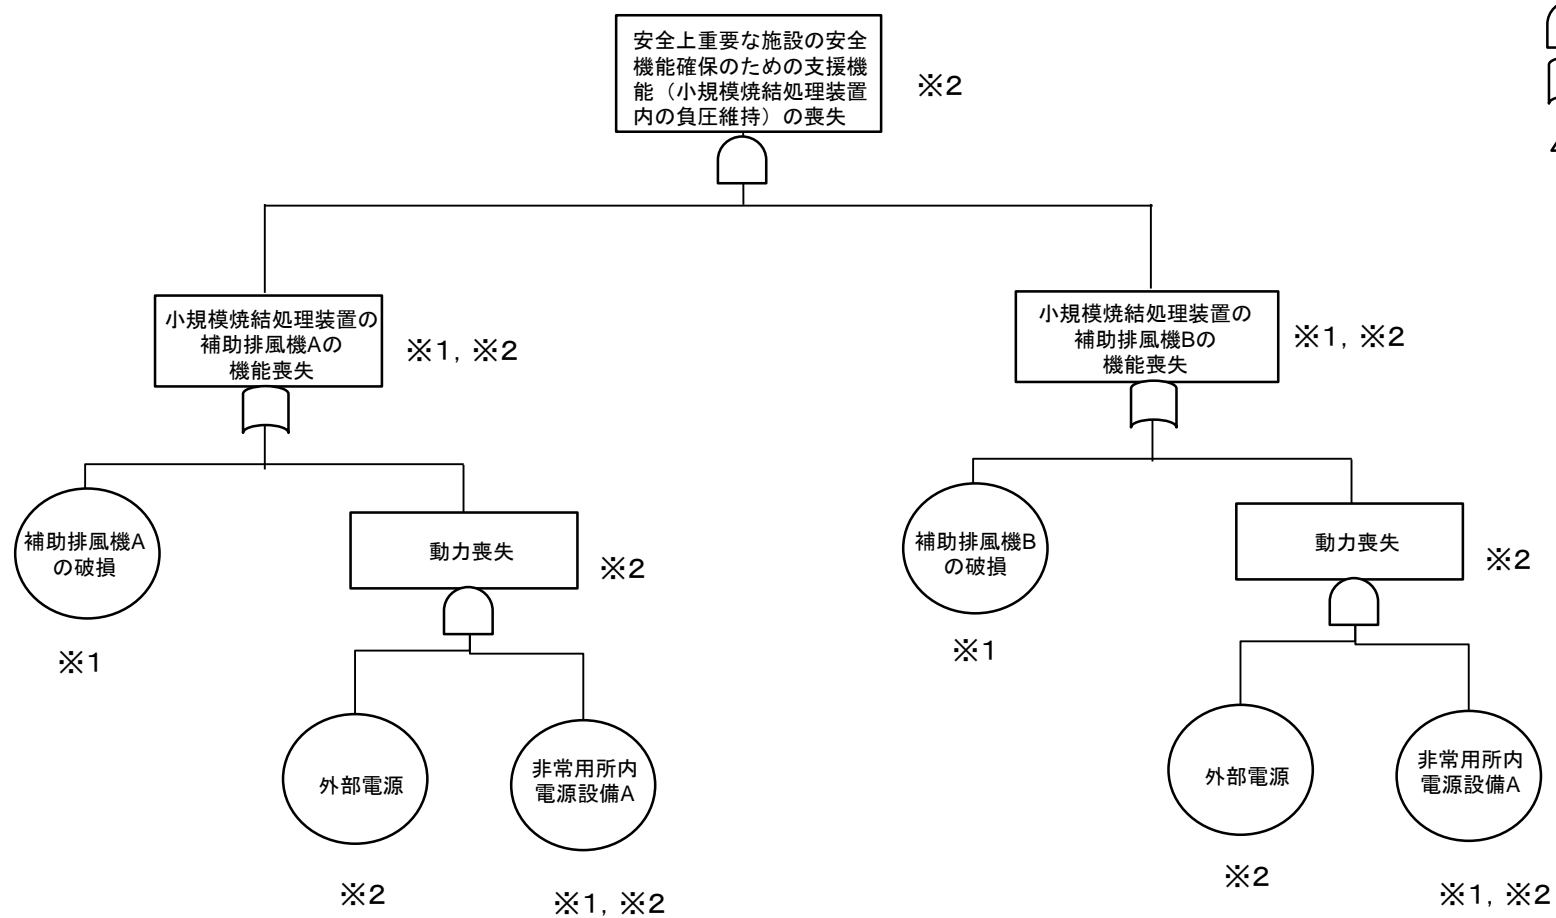 安全上重要な施設の安全
機能確保のための支援機
能（小規模焼結処理装置
内の負圧維持）の喪失
※2
小規模焼結処理装置の
補助排風機Aの
機能喪失
※1, ※2
小規模焼結処理装置の
補助排風機Bの
機能喪失
※1, ※2
補助排風機A
の破損
※1
動力喪失
※2
補助排風機B
の破損
※1
動力喪失
※2
外部電源
※2
非常用所内
電源設備A
※1, ※2
外部電源
※2
非常用所内
電源設備A
※1, ※2